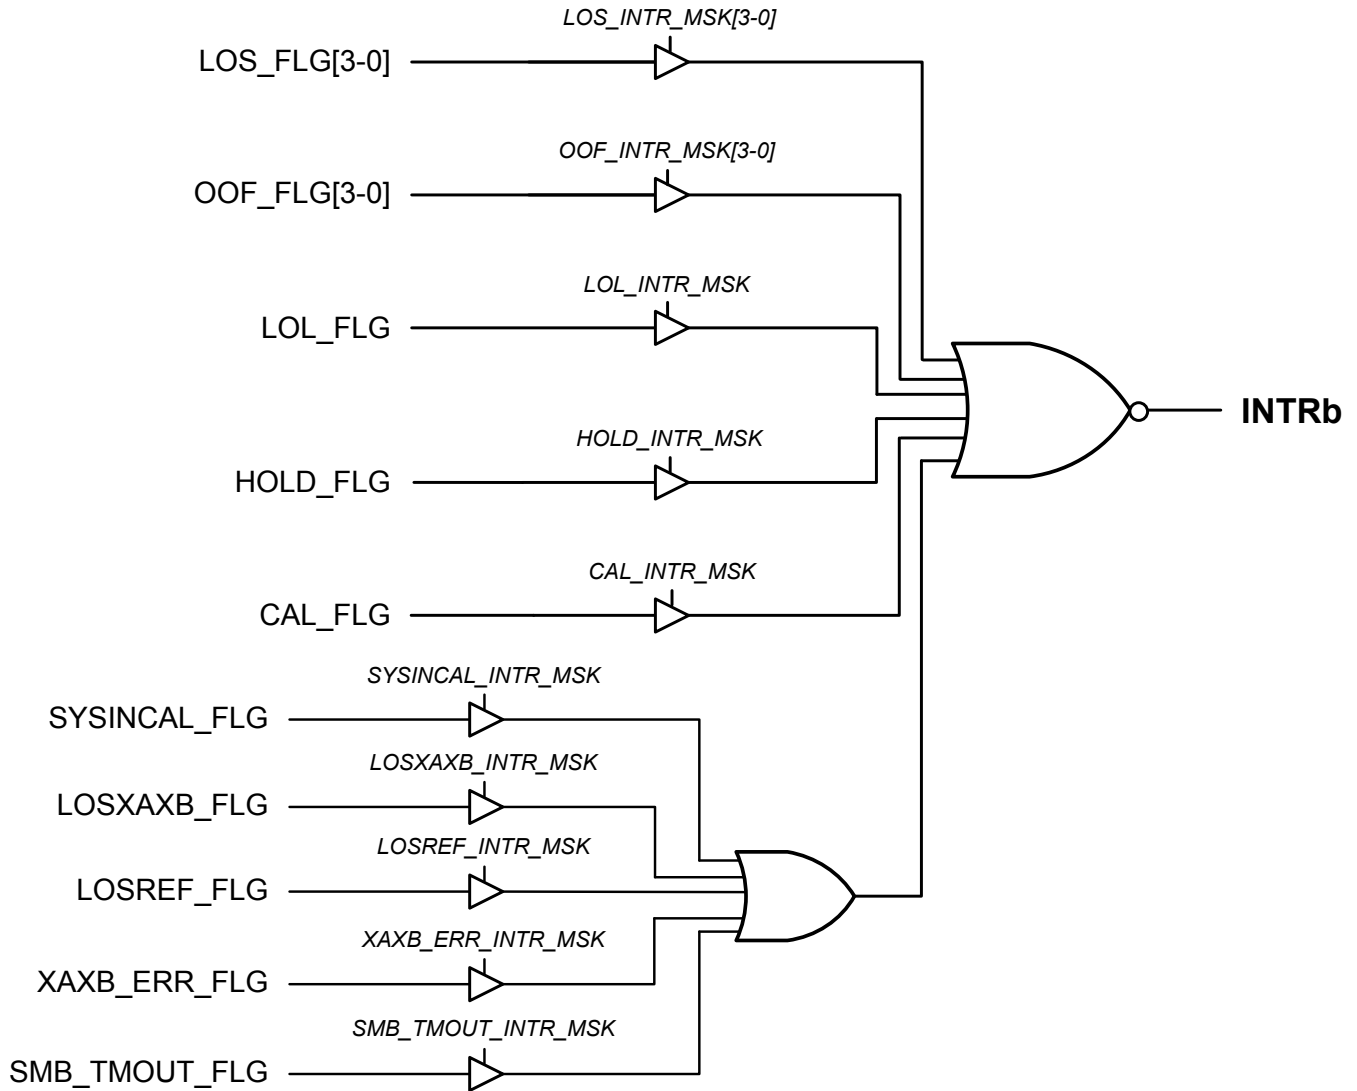 LOS_INTR_MSK[3-0]
LOS_FLG[3-0]
OOF_INTR_MSK[3-0]
OOF_FLG[3-0]
LOL_INTR_MSK
LOL_FLG
INTRb
HOLD_INTR_MSK
HOLD_FLG
CAL_INTR_MSK
CAL_FLG
SYSINCAL_INTR_MSK
SYSINCAL_FLG
LOSXAXB_INTR_MSK
LOSXAXB_FLG
LOSREF_INTR_MSK
LOSREF_FLG
XAXB_ERR_INTR_MSK
XAXB_ERR_FLG
SMB_TMOUT_INTR_MSK
SMB_TMOUT_FLG